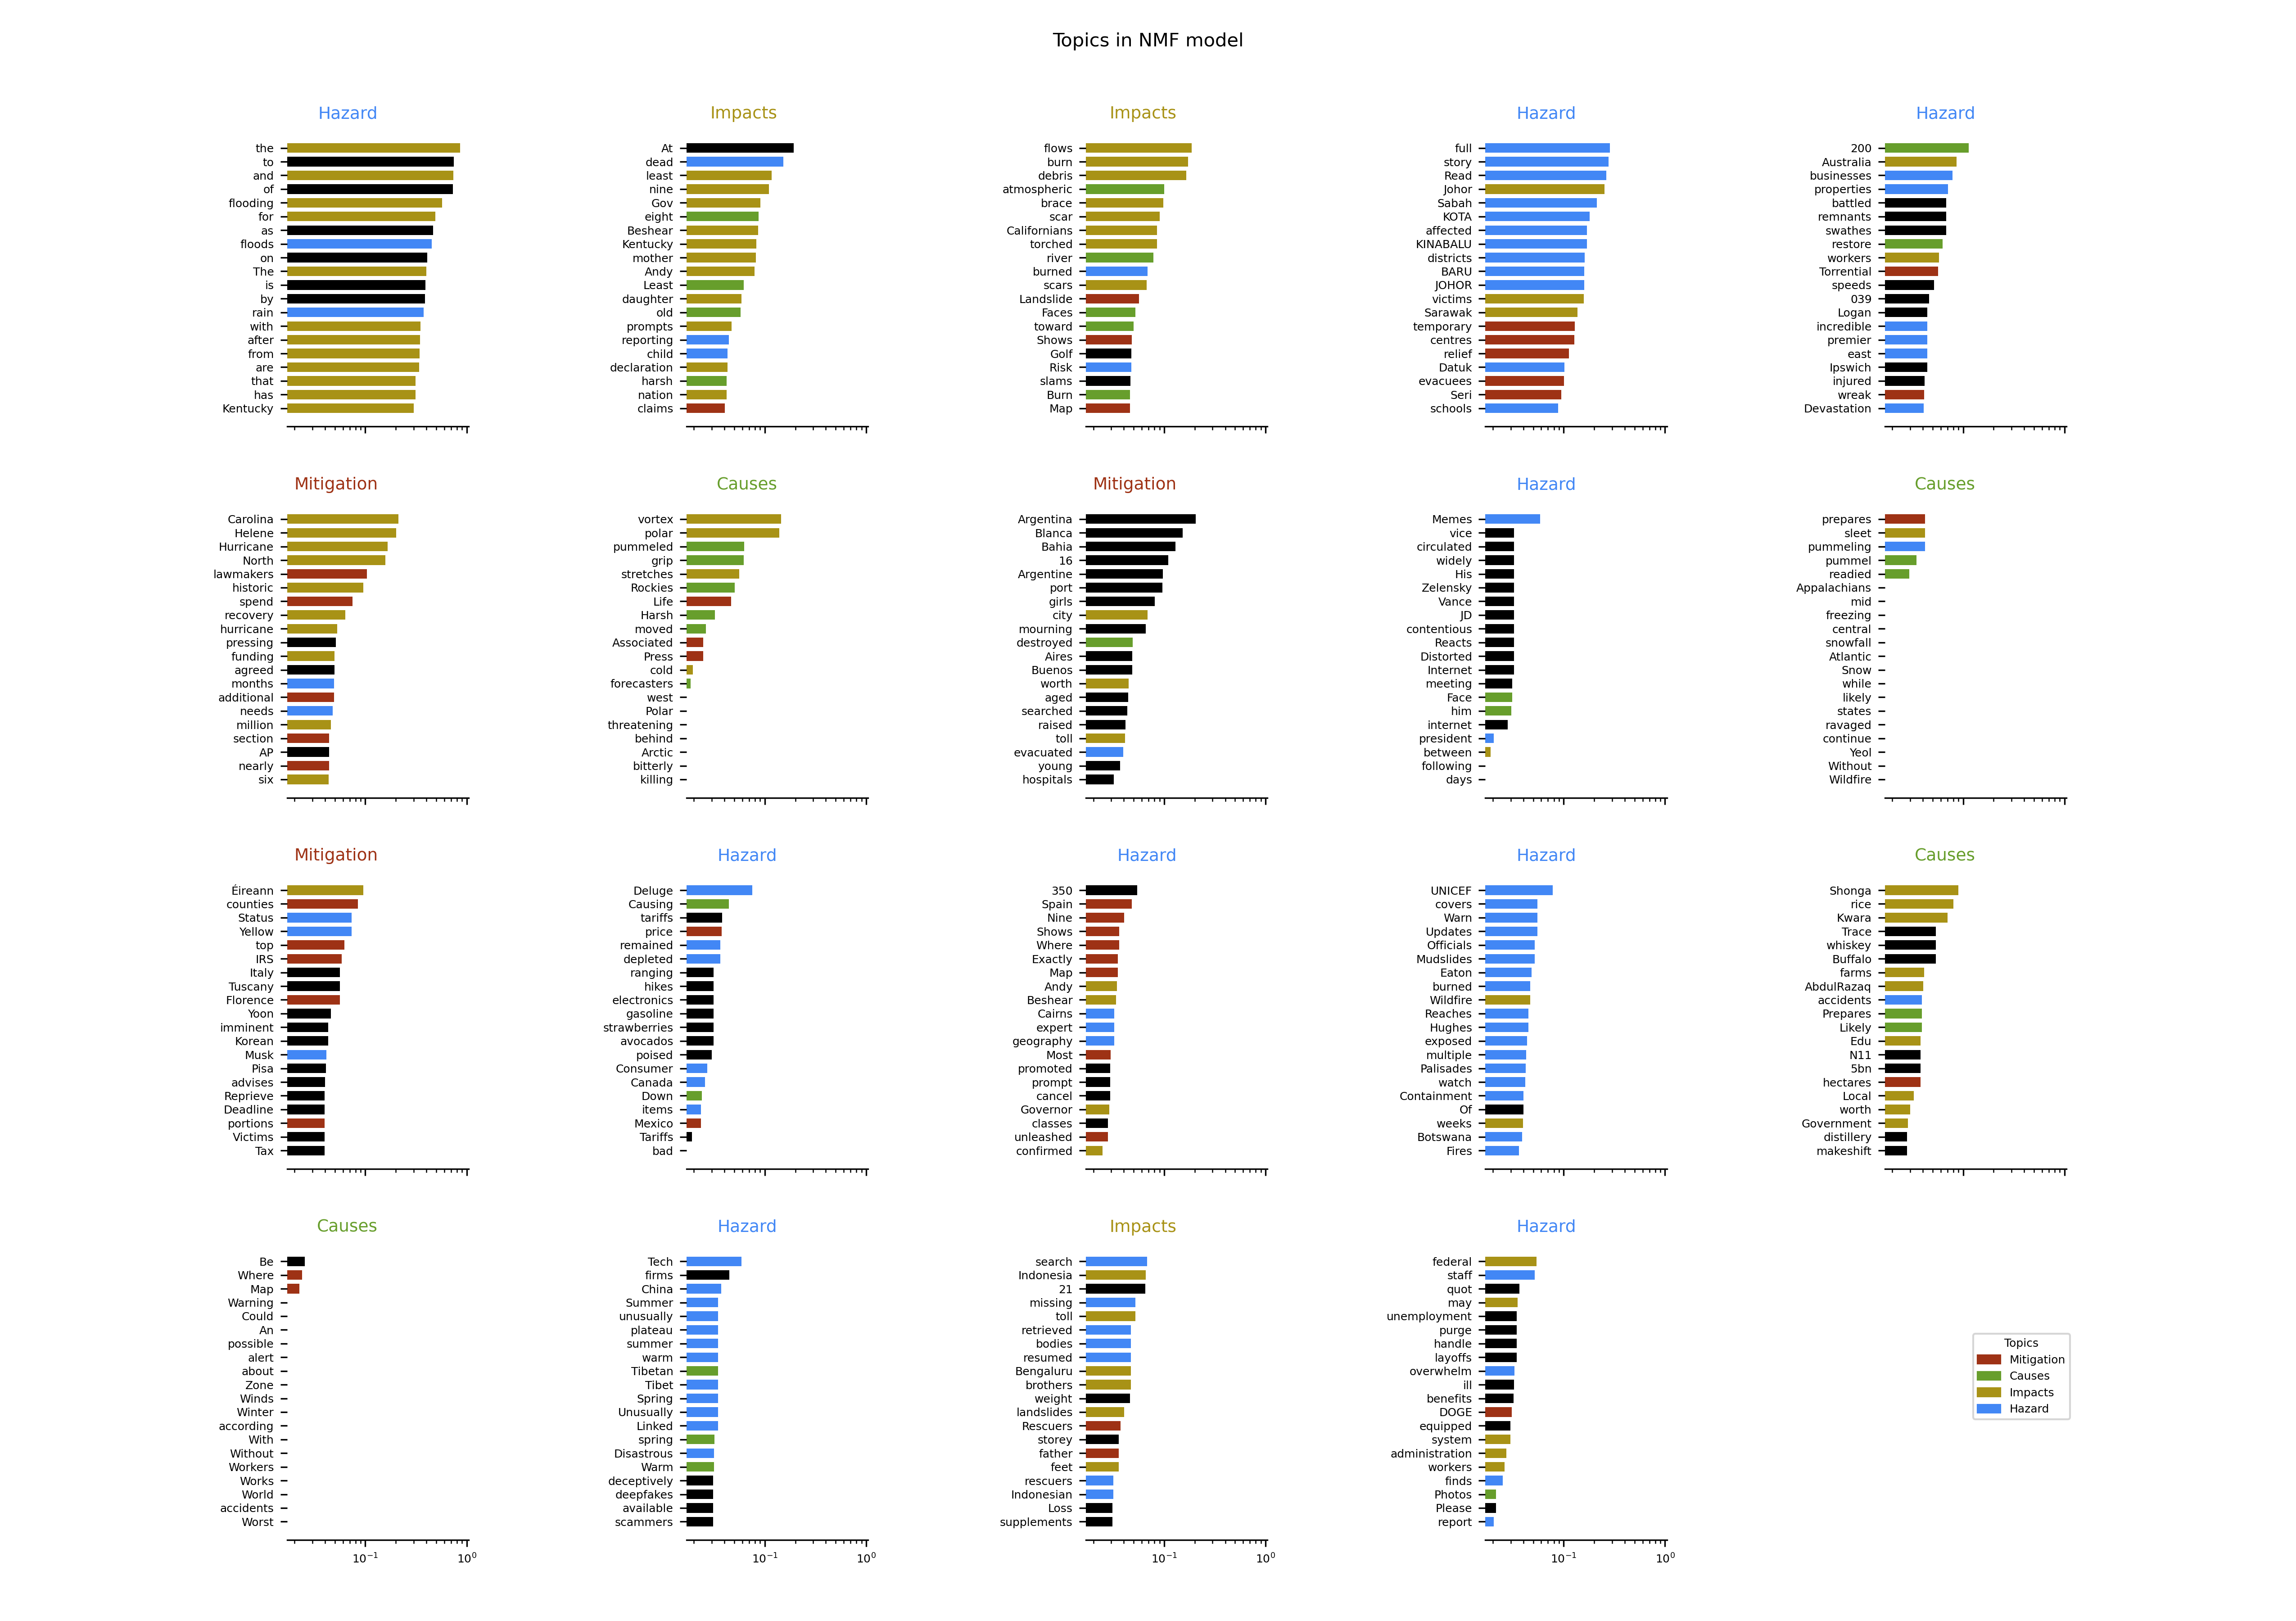 Topics in NMF model
Hazard
the
to
and
of
flooding
for
as
floods
on
The
is
by
rain
with
after
from
are
that
has
Kentucky
Impacts
At
dead
least
nine
Gov
eight
Beshear
Kentucky
mother
Andy
Least
daughter
old
prompts
reporting
child
declaration
harsh
nation
claims
Impacts
flows
burn
debris
atmospheric
brace
scar
Californians
torched
river
burned
scars
Landslide
Faces
toward
Shows
Golf
Risk
slams
Burn
Map
Hazard
full
story
Read
Johor
Sabah
KOTA
affected
KINABALU
districts
BARU
JOHOR
victims
Sarawak
temporary
centres
relief
Datuk
evacuees
Seri
schools
Hazard
200
Australia
businesses
properties
battled
remnants
swathes
restore
workers
Torrential
speeds
039
Logan
incredible
premier
east
Ipswich
injured
wreak
Devastation
Mitigation
Carolina
Helene
Hurricane
North
lawmakers
historic
spend
recovery
hurricane
pressing
funding
agreed
months
additional
needs
million
section
AP
nearly
six
Causes
vortex
polar
pummeled
grip
stretches
Rockies
Life
Harsh
moved
Associated
Press
cold
forecasters
west
Polar
threatening
behind
Arctic
bitterly
killing
Mitigation
Argentina
Blanca
Bahia
16
Argentine
port
girls
city
mourning
destroyed
Aires
Buenos
worth
aged
searched
raised
toll
evacuated
young
hospitals
Hazard
Memes
vice
circulated
widely
His
Zelensky
Vance
JD
contentious
Reacts
Distorted
Internet
meeting
Face
him
internet
president
between
following
days
Causes
prepares
sleet
pummeling
pummel
readied
Appalachians
mid
freezing
central
snowfall
Atlantic
Snow
while
likely
states
ravaged
continue
Yeol
Without
Wildfire
Mitigation
Éireann
counties
Status
Yellow
top
IRS
Italy
Tuscany
Florence
Yoon
imminent
Korean
Musk
Pisa
advises
Reprieve
Deadline
portions
Victims
Tax
Hazard
Deluge
Causing
tariffs
price
remained
depleted
ranging
hikes
electronics
gasoline
strawberries
avocados
poised
Consumer
Canada
Down
items
Mexico
Tariffs
bad
Hazard
350
Spain
Nine
Shows
Where
Exactly
Map
Andy
Beshear
Cairns
expert
geography
Most
promoted
prompt
cancel
Governor
classes
unleashed
confirmed
Hazard
UNICEF
covers
Warn
Updates
Officials
Mudslides
Eaton
burned
Wildfire
Reaches
Hughes
exposed
multiple
Palisades
watch
Containment
Of
weeks
Botswana
Fires
Causes
Shonga
rice
Kwara
Trace
whiskey
Buffalo
farms
AbdulRazaq
accidents
Prepares
Likely
Edu
N11
5bn
hectares
Local
worth
Government
distillery
makeshift
Causes
Be
Where
Map
Warning
Could
An
possible
alert
about
Zone
Winds
Winter
according
With
Without
Workers
Works
World
accidents
Worst
10⁻¹ 10⁰
Hazard
Tech
firms
China
Summer
unusually
plateau
summer
warm
Tibetan
Tibet
Spring
Unusually
Linked
spring
Disastrous
Warm
deceptively
deepfakes
available
scammers
10⁻¹ 10⁰
Impacts
search
Indonesia
21
missing
toll
retrieved
bodies
resumed
Bengaluru
brothers
weight
landslides
Rescuers
storey
father
feet
rescuers
Indonesian
Loss
supplements
10⁻¹ 10⁰
Hazard
federal
staff
quot
may
unemployment
purge
handle
layoffs
overwhelm
ill
benefits
DOGE
equipped
system
administration
workers
finds
Photos
Please
report
10⁻¹ 10⁰
Topics
Mitigation
Causes
Impacts
Hazard